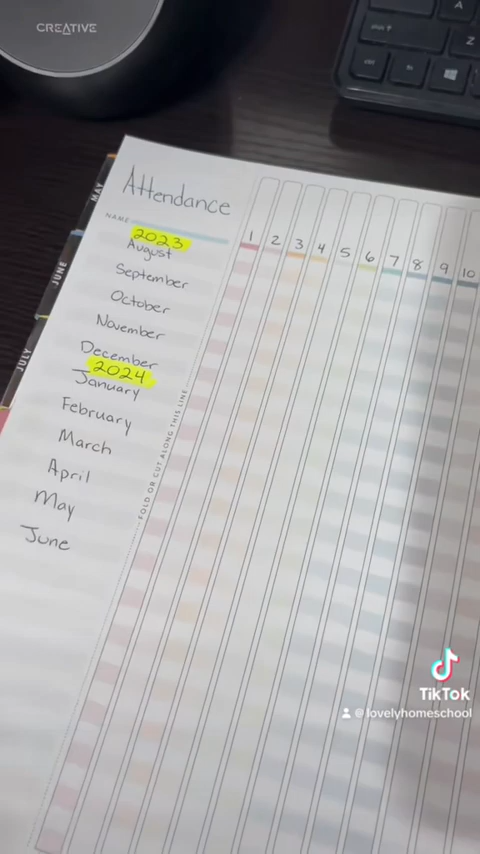 CREATIVE
A
Z
ctrl
MAY
JUNE
JULY
Attendance
NAME
2023
August
September
October
November
December
2024
January
February
March
April
May
June
FOLD OR CUT ALONG THIS LINE
1 2 3 4 5 6 7 8 9 10
TikTok
@lovelyhomeschool